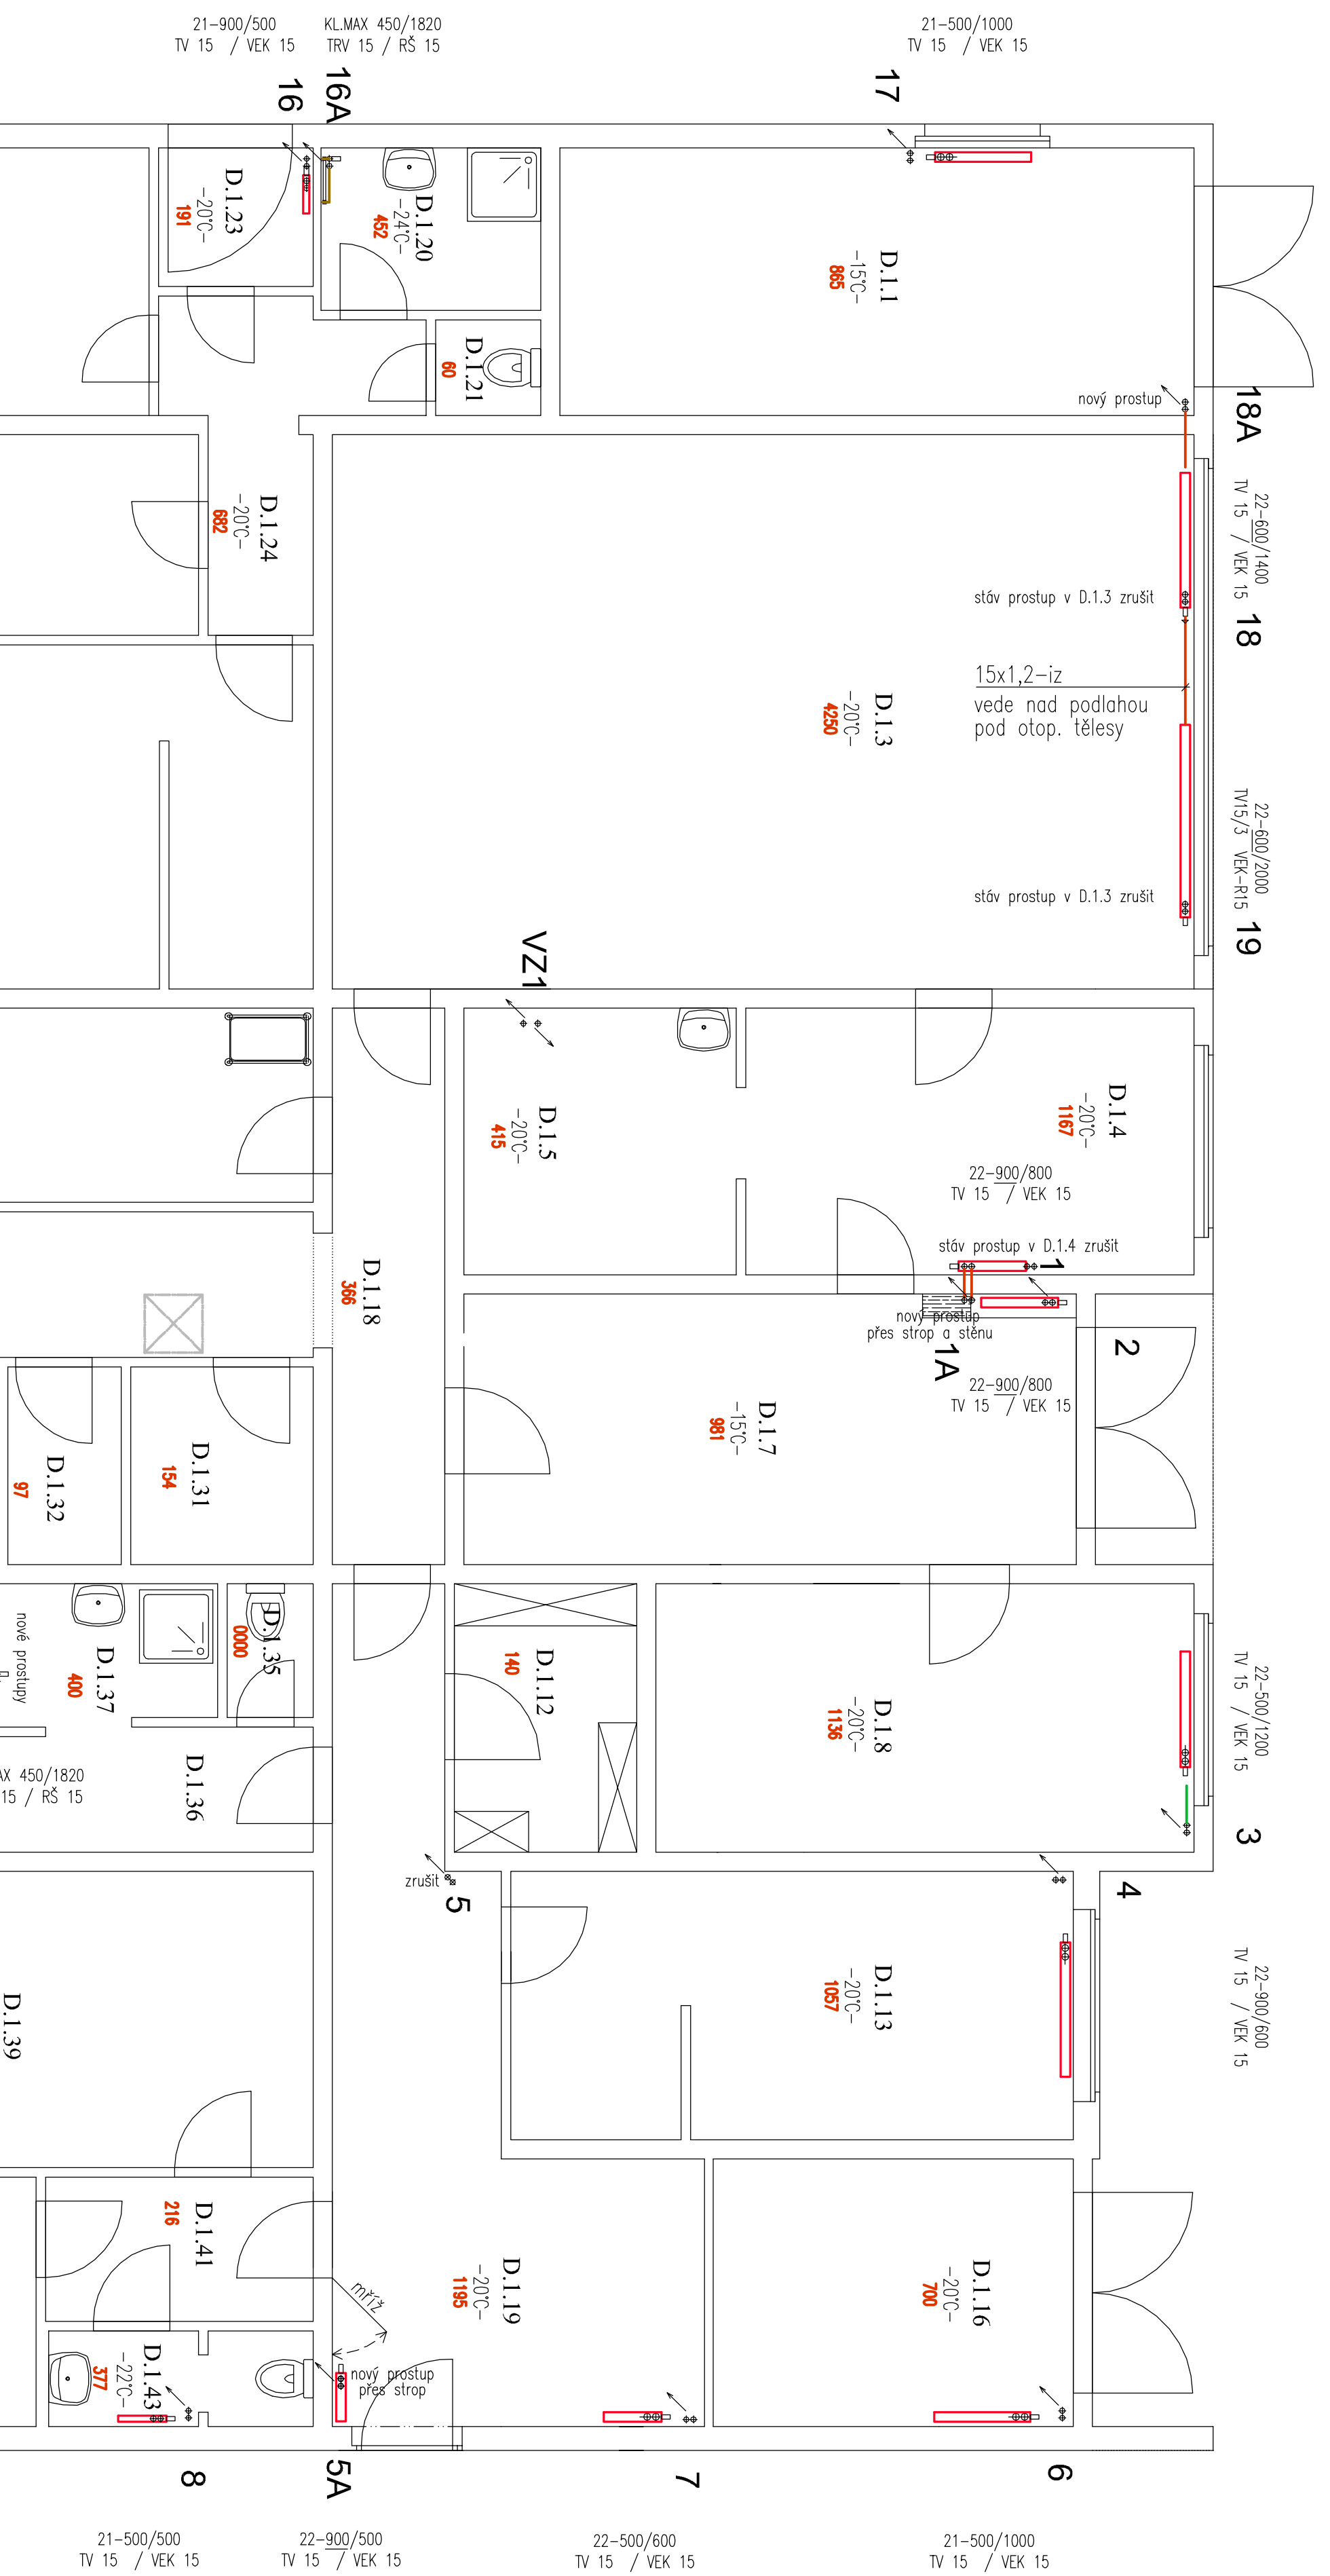 21-900/500
TV 15 / VEK 15
KL.MAX 450/1820
TRV 15 / RŠ 15
21-500/1000
TV 15 / VEK 15
16
16A
17
D.1.23
-20°C-
191
D.1.20
-24°C-
452
D.1.1
-15°C-
865
D.1.21
60
nový prostup
18A
22-600/1400
TV 15 / VEK 15
18
D.1.24
-20°C-
682
stáv prostup v D.1.3 zrušit
15x1,2-iz
vede nad podlahou
pod otop. tělesy
D.1.3
-20°C-
4250
22-600/2000
TV15/3 VEK-R15
19
stáv prostup v D.1.3 zrušit
VZ1
D.1.5
-20°C-
415
D.1.4
-20°C-
1167
22-900/800
TV 15 / VEK 15
stáv prostup v D.1.4 zrušit
1
D.1.18
366
nový prostup
přes strop a stěnu
1A
2
22-900/800
TV 15 / VEK 15
D.1.7
-15°C-
981
D.1.31
154
D.1.32
97
D.1.35
0000
nové prostupy
D.1.37
400
D.1.12
140
D.1.8
-20°C-
1136
22-500/1200
TV 15 / VEK 15
3
AX 450/1820
15 / RŠ 15
D.1.36
zrušit
5
4
D.1.13
-20°C-
1057
22-900/600
TV 15 / VEK 15
D.1.39
D.1.41
216
mříž
D.1.19
-20°C-
1195
D.1.16
-20°C-
700
D.1.43
-22°C-
377
nový prostup
přes strop
8
5A
7
6
21-500/500
TV 15 / VEK 15
22-900/500
TV 15 / VEK 15
22-500/600
TV 15 / VEK 15
21-500/1000
TV 15 / VEK 15